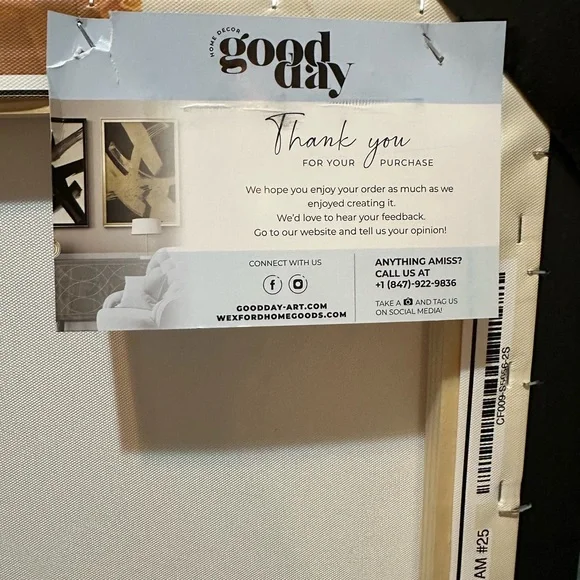 HOME DECOR
good
day
Thank you
FOR YOUR PURCHASE
We hope you enjoy your order as much as we
enjoyed creating it.
We'd love to hear your feedback.
Go to our website and tell us your opinion!
CONNECT WITH US
GOODDAY-ART.COM
WEXFORDHOMEGOODS.COM
ANYTHING AMISS?
CALL US AT
+1 (847)-922-9836
TAKE A AND TAG US
ON SOCIAL MEDIA!
AM #25